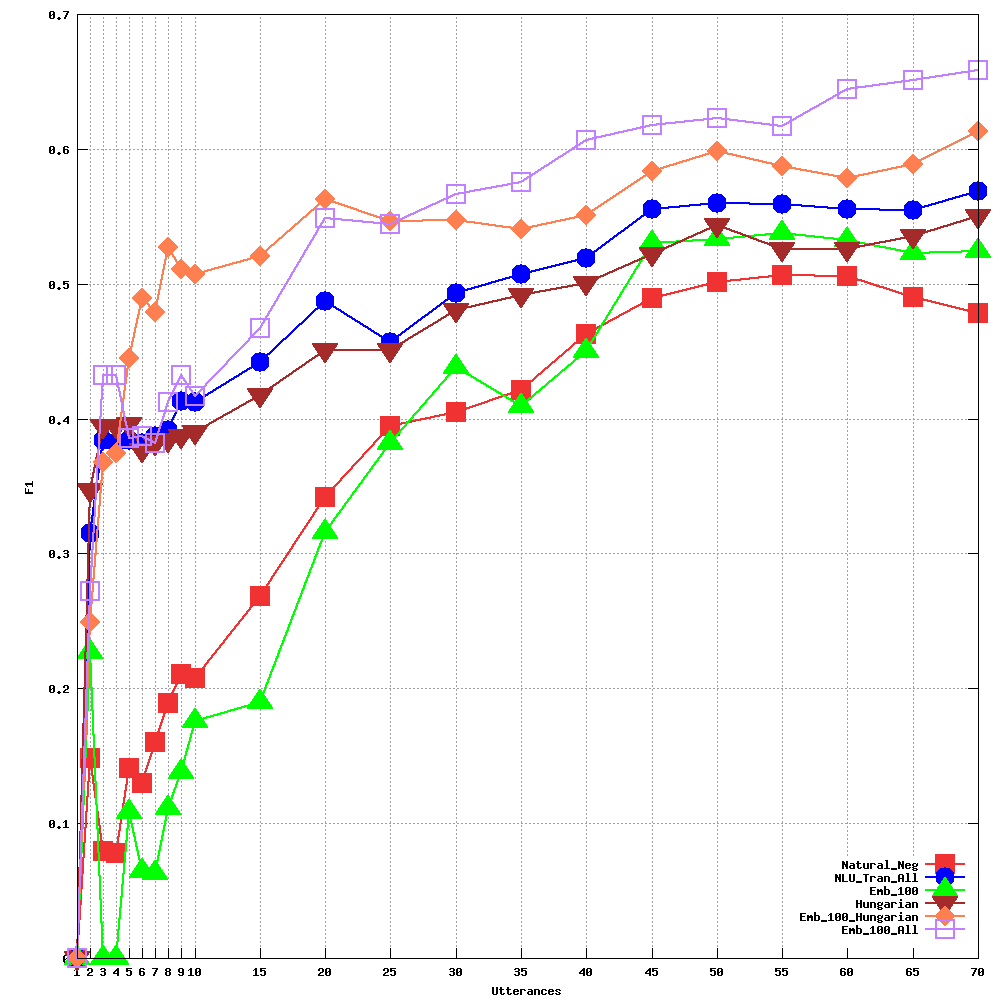 0.7
0.6
0.5
0.4
0.3
0.2
0.1
0
F1
1 2 3 4 5 6 7 8 9 10 15 20 25 30 35 40 45 50 55 60 65 70
Utterances
Natural_Neg
NLU_Tran_All
Emb_100
Hungarian
Emb_100_Hungarian
Emb_100_All